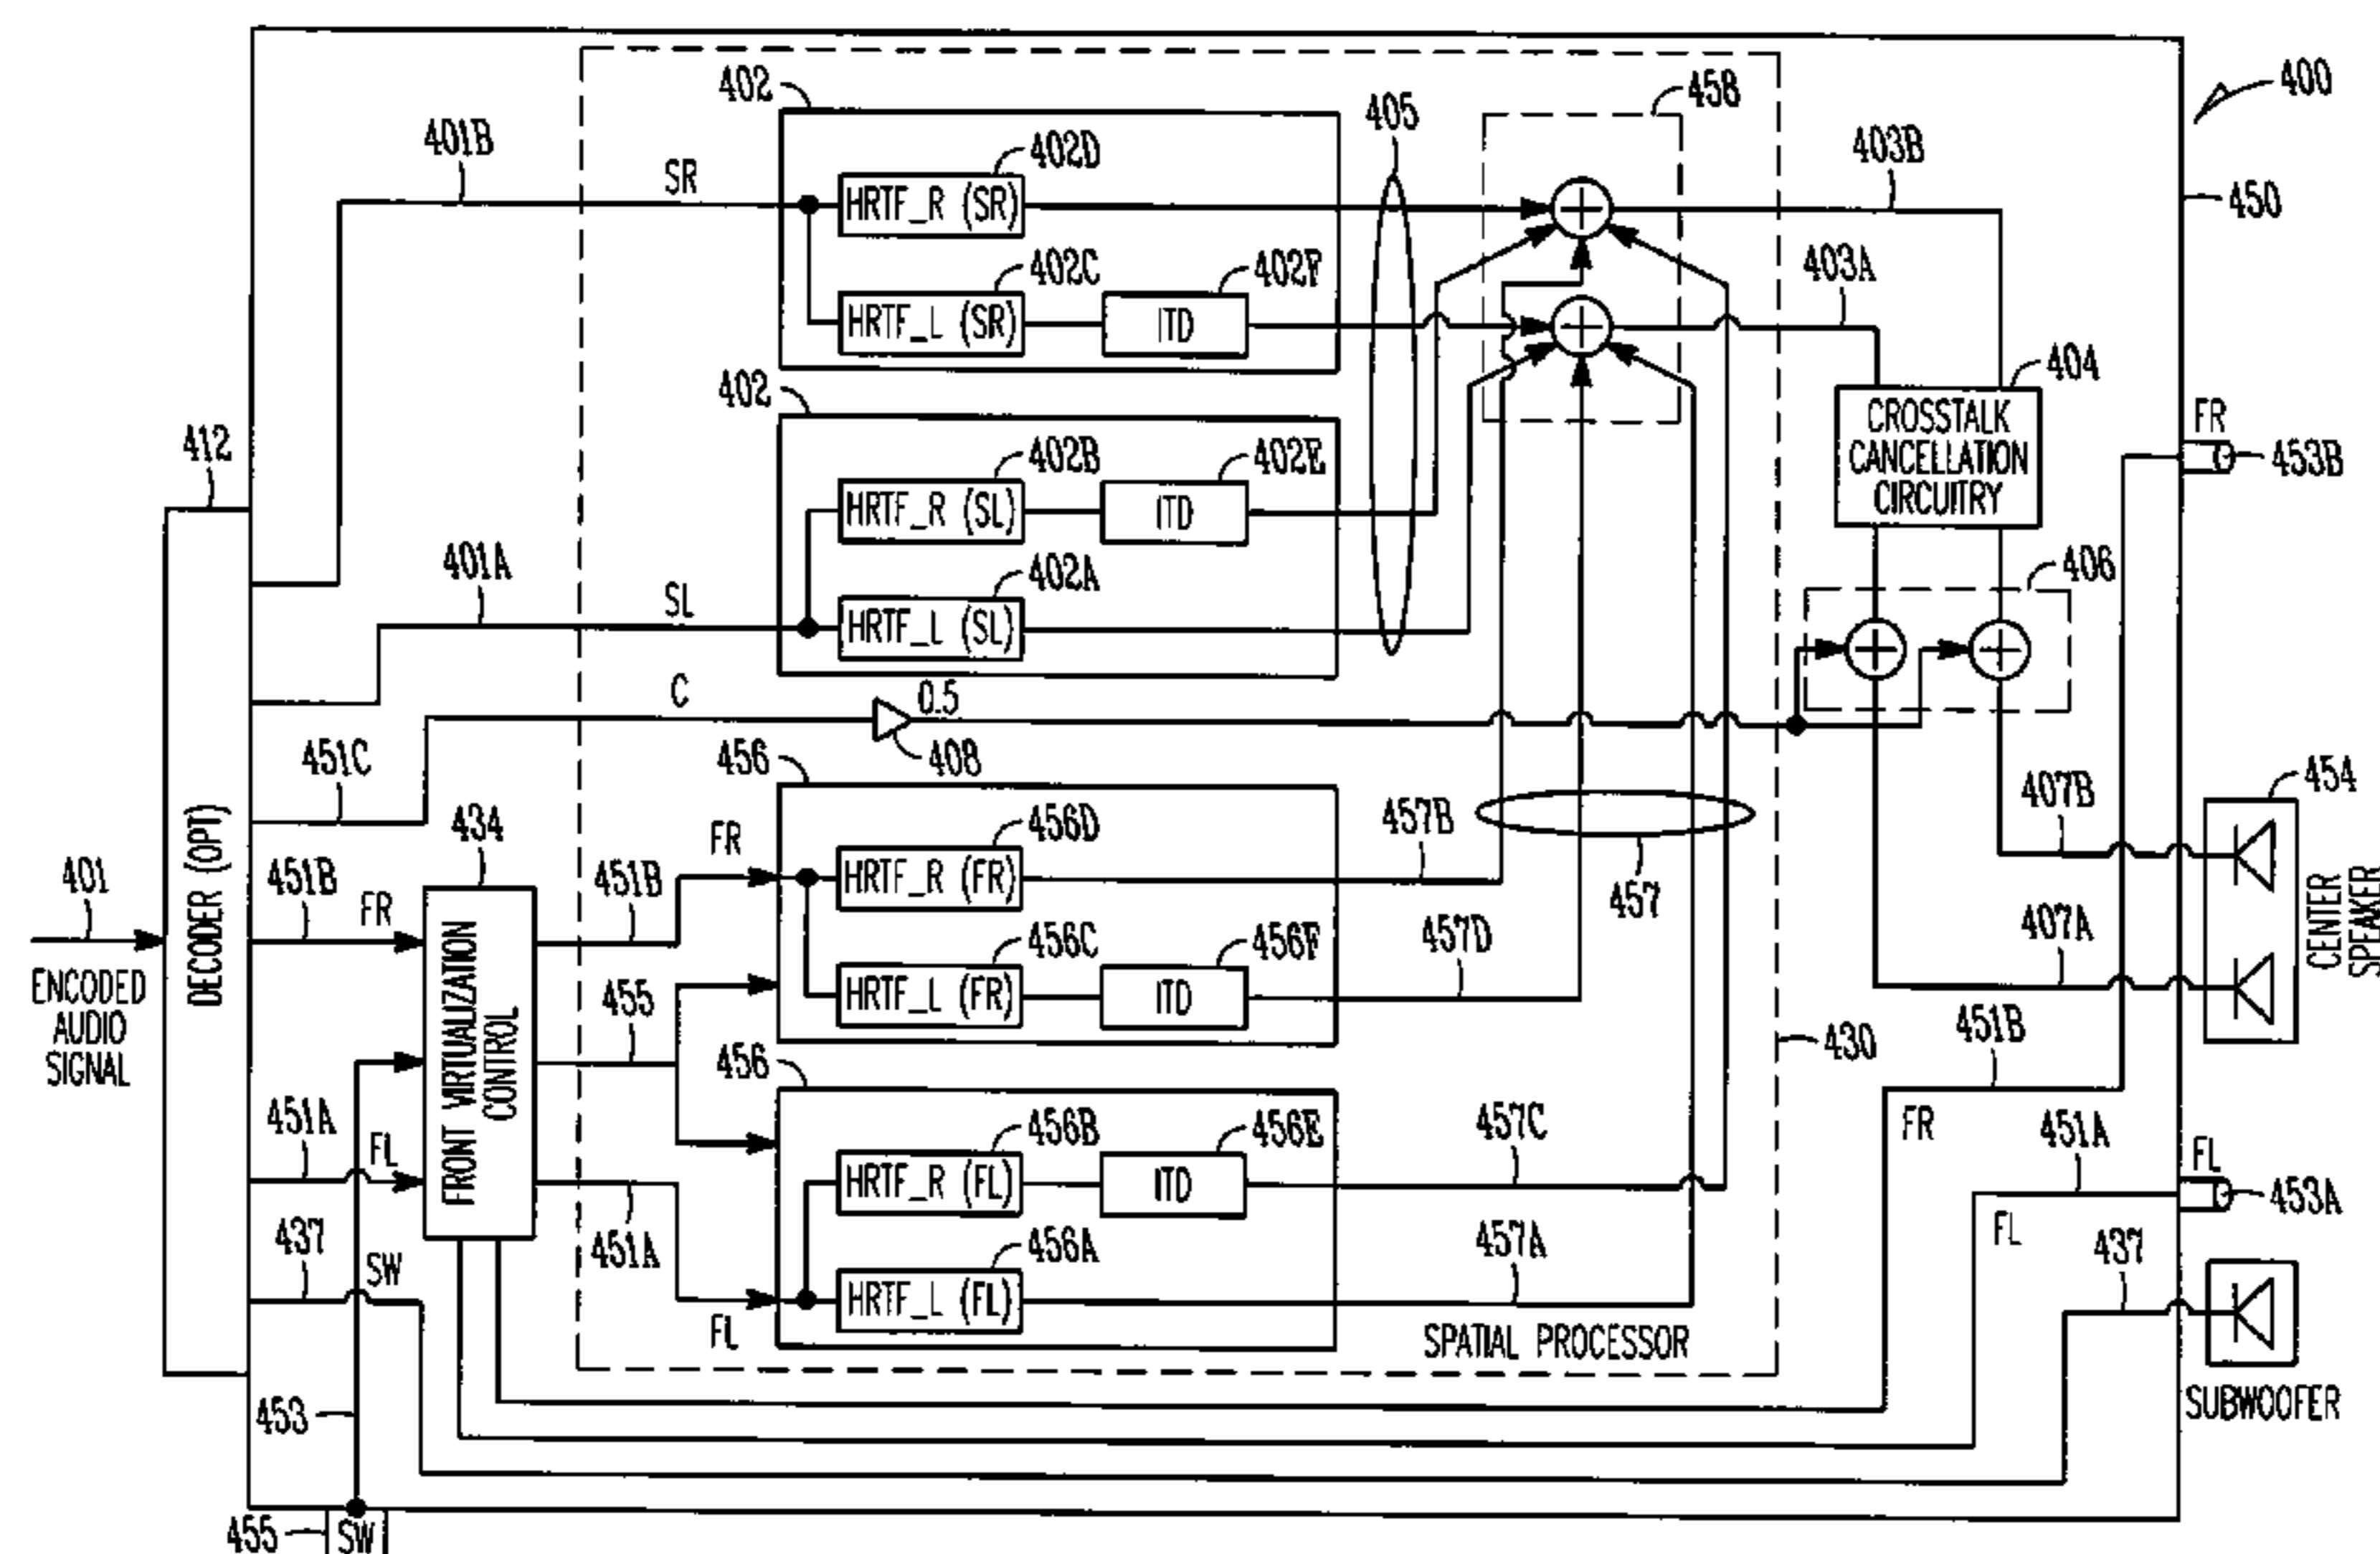 400
402
458
405
401B
SR
402D
HRTF_R (SR)
403B
450
402C
402F
HRTF_L (SR)
ITD
403A
402
404
CROSSTALK
CANCELLATION
CIRCUITRY
FR
453B
412
402B
402E
HRTF_R (SL)
ITD
401A
SL
402A
HRTF_L (SL)
406
C
0.5
408
451C
434
456
454
407B
FR
456D
HRTF_R (FR)
457B
457
401
DECODER (OPT)
451B
FR
451B
CENTER
SPEAKER
407A
456C
456F
HRTF_L (FR)
ITD
457D
ENCODED
AUDIO
SIGNAL
FRONT VIRTUALIZATION
CONTROL
455
430
451B
456
451A
FL
456B
456E
HRTF_R (FL)
ITD
457C
FR
451A
FL
453A
437
SW
451A
456A
HRTF_L (FL)
457A
FL
437
FL
SPATIAL PROCESSOR
453
SUBWOOFER
455
SW